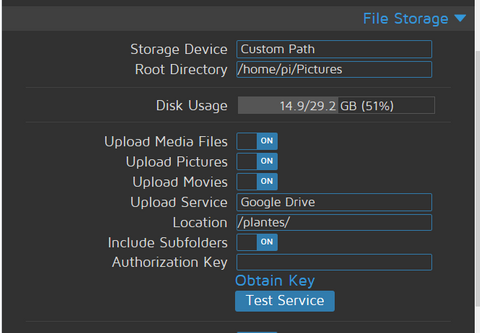 File Storage
Storage Device Custom Path
Root Directory /home/pi/Pictures
Disk Usage 14.9/29.2 GB (51%)
Upload Media Files ON
Upload Pictures ON
Upload Movies ON
Upload Service Google Drive
Location /plantes/
Include Subfolders ON
Authorization Key
Obtain Key
Test Service